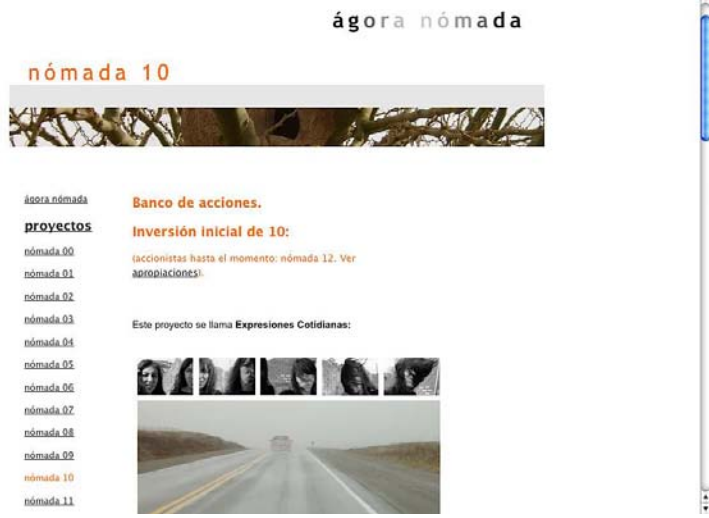 ágora nómada
nómada 10
ágora nómada
proyectos
nómada 00
nómada 01
nómada 02
nómada 03
nómada 04
nómada 05
nómada 06
nómada 07
nómada 08
nómada 09
nómada 10
nómada 11
Banco de acciones.
Inversión inicial de 10:
(accionistas hasta el momento: nómada 12. Ver
apropiaciones).
Este proyecto se llama Expresiones Cotidianas: